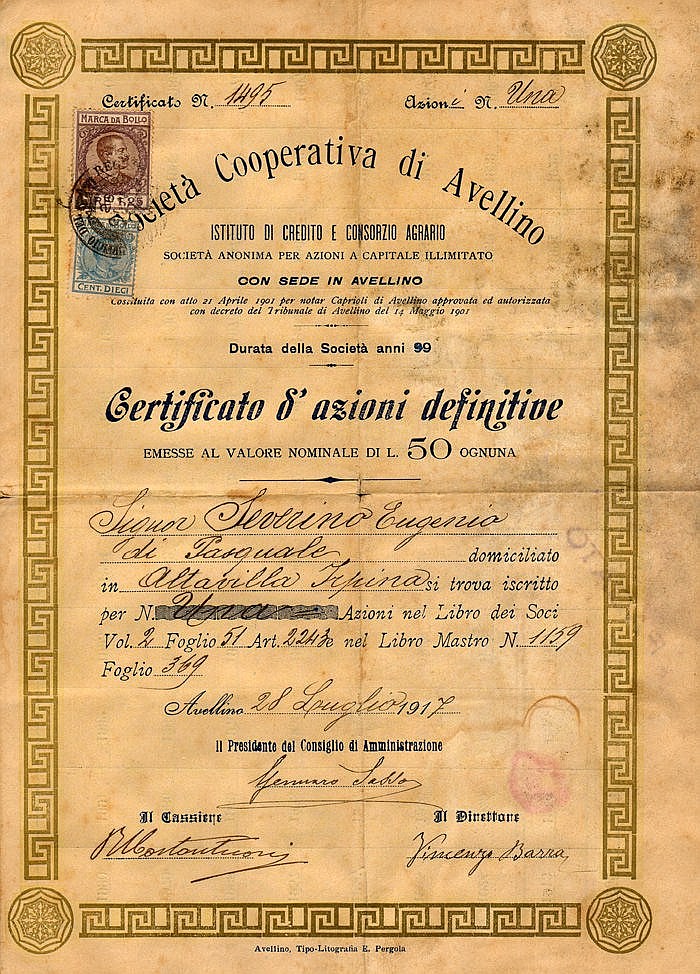 Certificato N. 1495 Azioni N. Una
MARCA DA BOLLO
CENT. DIECI
Società Cooperativa di Avellino
ISTITUTO DI CREDITO E CONSORZIO AGRARIO
SOCIETÀ ANONIMA PER AZIONI A CAPITALE ILLIMITATO
CON SEDE IN AVELLINO
Costituita con atto 21 Aprile 1901 per notar Caprioli di Avellino approvata ed autorizzata
con decreto del Tribunale di Avellino del 14 Maggio 1901
Durata della Società anni 99
Certificato d'azioni definitive
EMESSE AL VALORE NOMINALE DI L. 50 OGNUNA
Signor Severino Eugenio
di Pasquale domiciliato
in Altavilla Irpina si trova iscritto
per N. Una Azioni nel Libro dei Soci
Vol. 2 Foglio 51 Art. 2243 e nel Libro Mastro N. 1159
Foglio 369
Avellino 28 Luglio 1917
Il Presidente del Consiglio di Amministrazione
Gennaro
Il Cassiere Il Direttore
Vincenzo Barra
Avellino, Tipo-Litografia E. Pergola